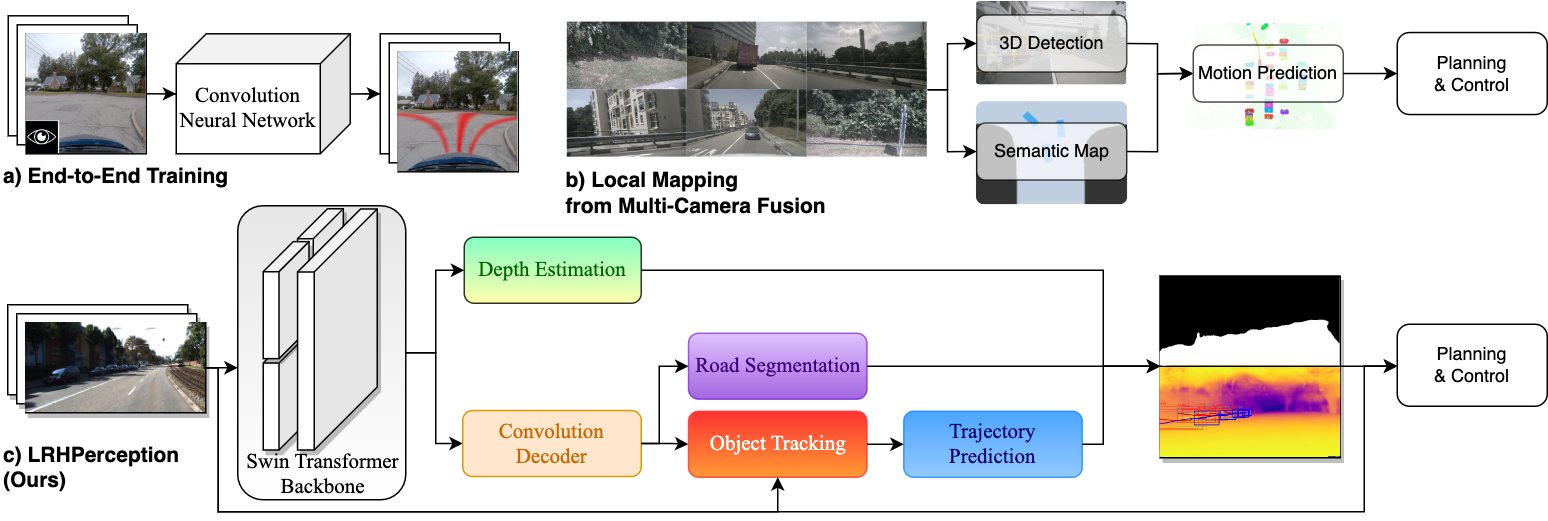 Convolution
Neural Network
a) End-to-End Training
b) Local Mapping
from Multi-Camera Fusion
3D Detection
Semantic Map
Motion Prediction
Planning
& Control
c) LRHPerception
(Ours)
Swin Transformer
Backbone
Depth Estimation
Convolution
Decoder
Road Segmentation
Object Tracking
Trajectory
Prediction
Planning
& Control